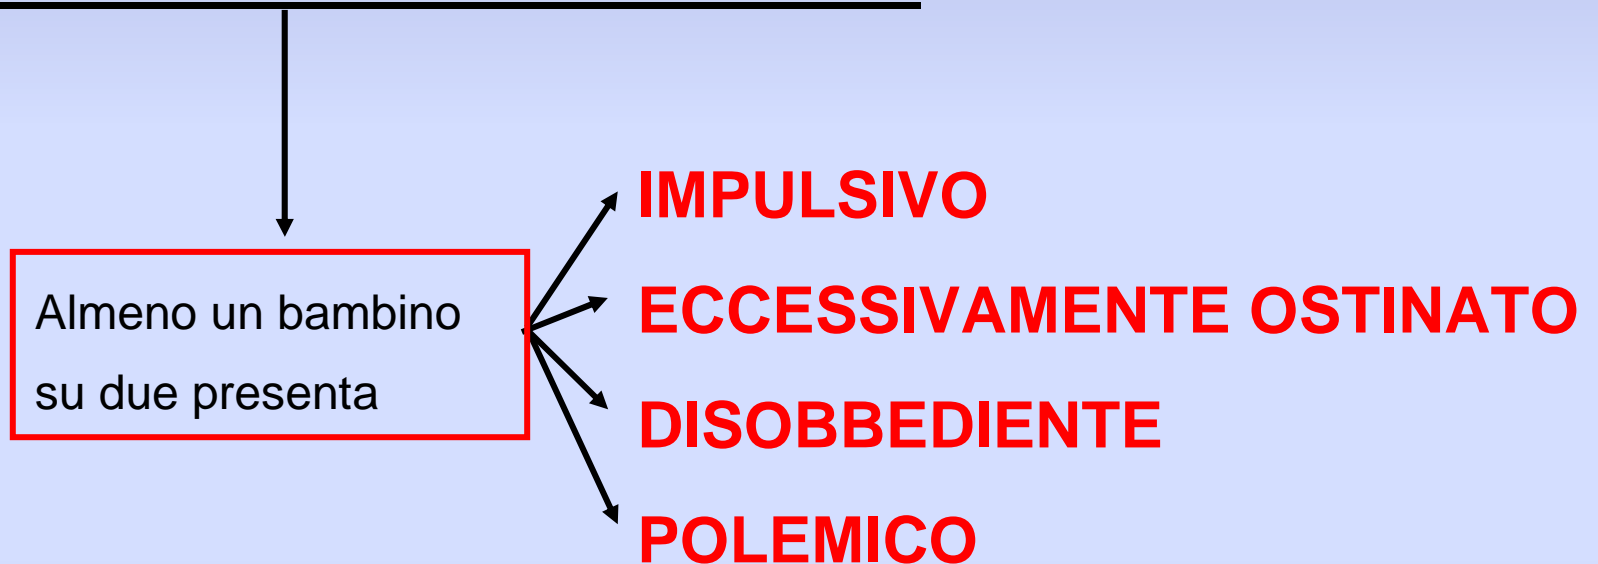 IMPULSIVO
Almeno un bambino
su due presenta
ECCESSIVAMENTE OSTINATO
DISOBBEDIENTE
POLEMICO